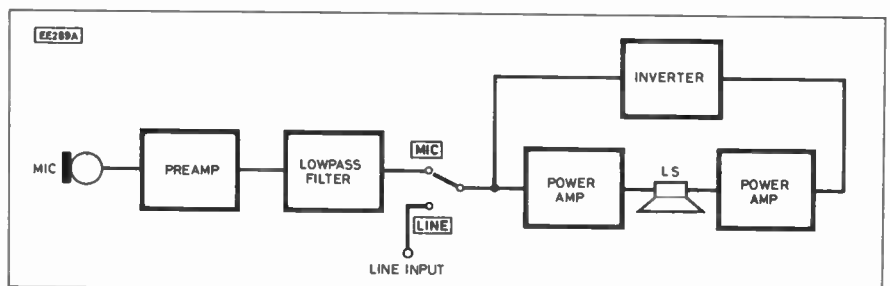 EE289A
INVERTER
MIC
PREAMP
LOWPASS
FILTER
MIC
LINE
LINE INPUT
POWER
AMP
LS
POWER
AMP